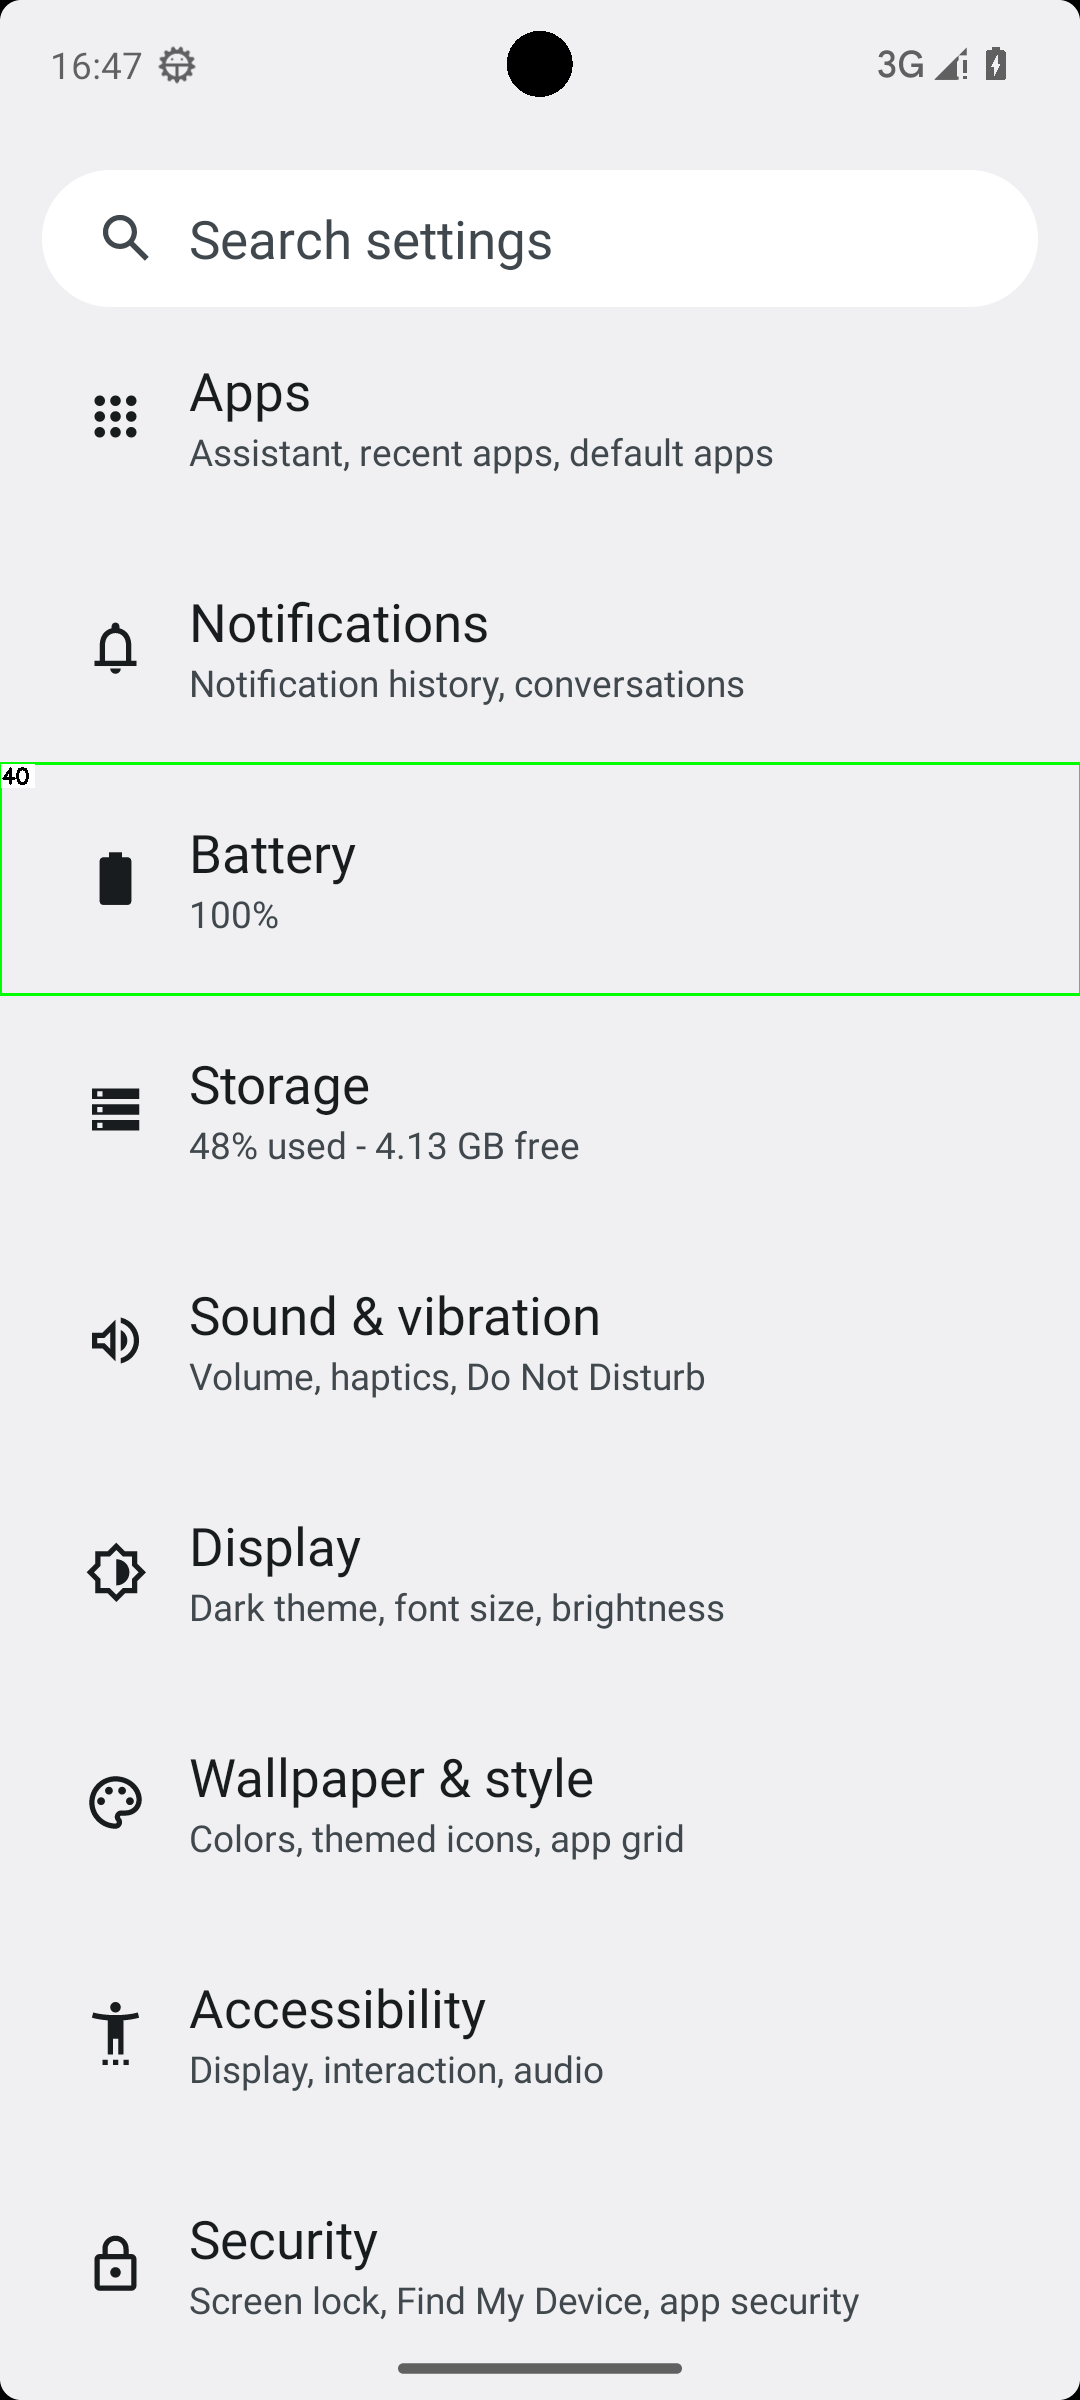 16:47
3G
Search settings
Apps
Assistant, recent apps, default apps
Notifications
Notification history, conversations
40
Battery
100%
Storage
48% used - 4.13 GB free
Sound & vibration
Volume, haptics, Do Not Disturb
Display
Dark theme, font size, brightness
Wallpaper & style
Colors, themed icons, app grid
Accessibility
Display, interaction, audio
Security
Screen lock, Find My Device, app security